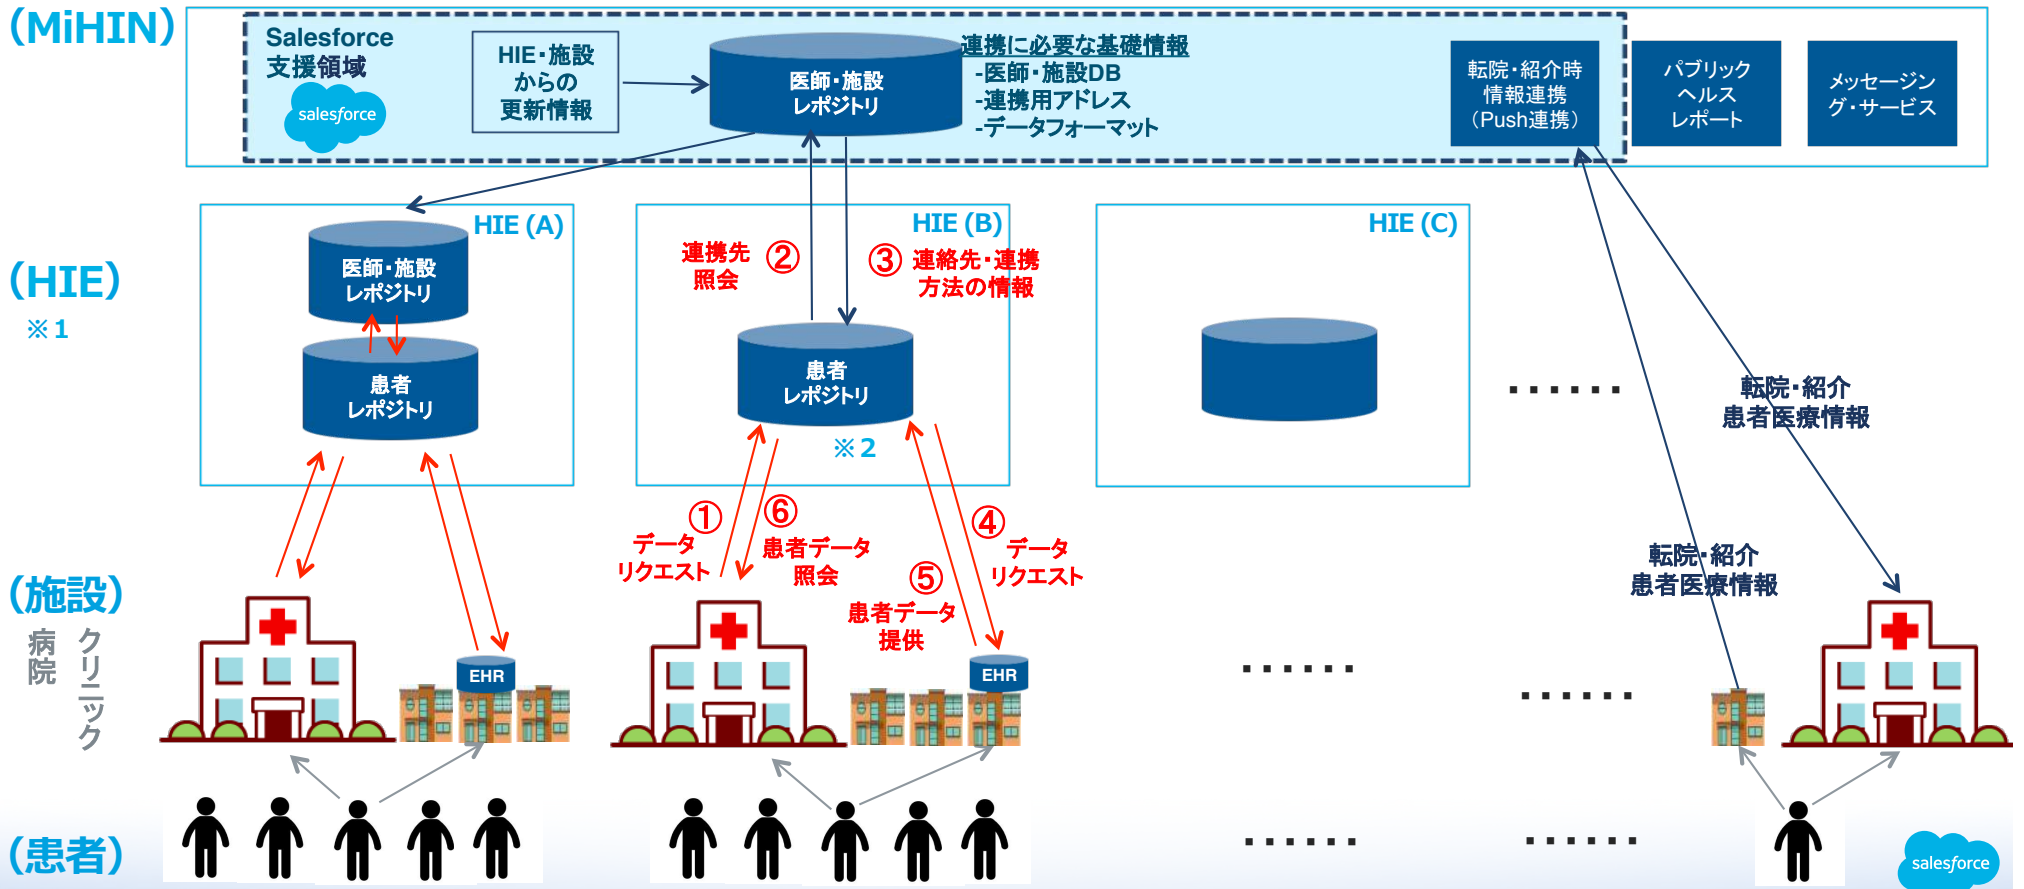 (MiHIN)
Salesforce
支援領域
salesforce
HIE・施設
からの
更新情報
医師・施設
レポジトリ
連携に必要な基礎情報
-医師・施設DB
-連携用アドレス
-データフォーマット
転院・紹介時
情報連携
(Push連携)
パブリック
ヘルス
レポート
メッセージン
グ・サービス
(HIE)
※1
HIE (A)
医師・施設
レポジトリ
患者
レポジトリ
HIE (B)
連携先
照会
②
③
連絡先・連携
方法の情報
患者
レポジトリ
※2
HIE (C)
......
転院・紹介
患者医療情報
①
データ
リクエスト
⑥
患者データ
照会
④
データ
リクエスト
⑤
患者データ
提供
転院・紹介
患者医療情報
(施設)
病院
クリニック
EHR
EHR
......
......
(患者)
......
......
salesforce